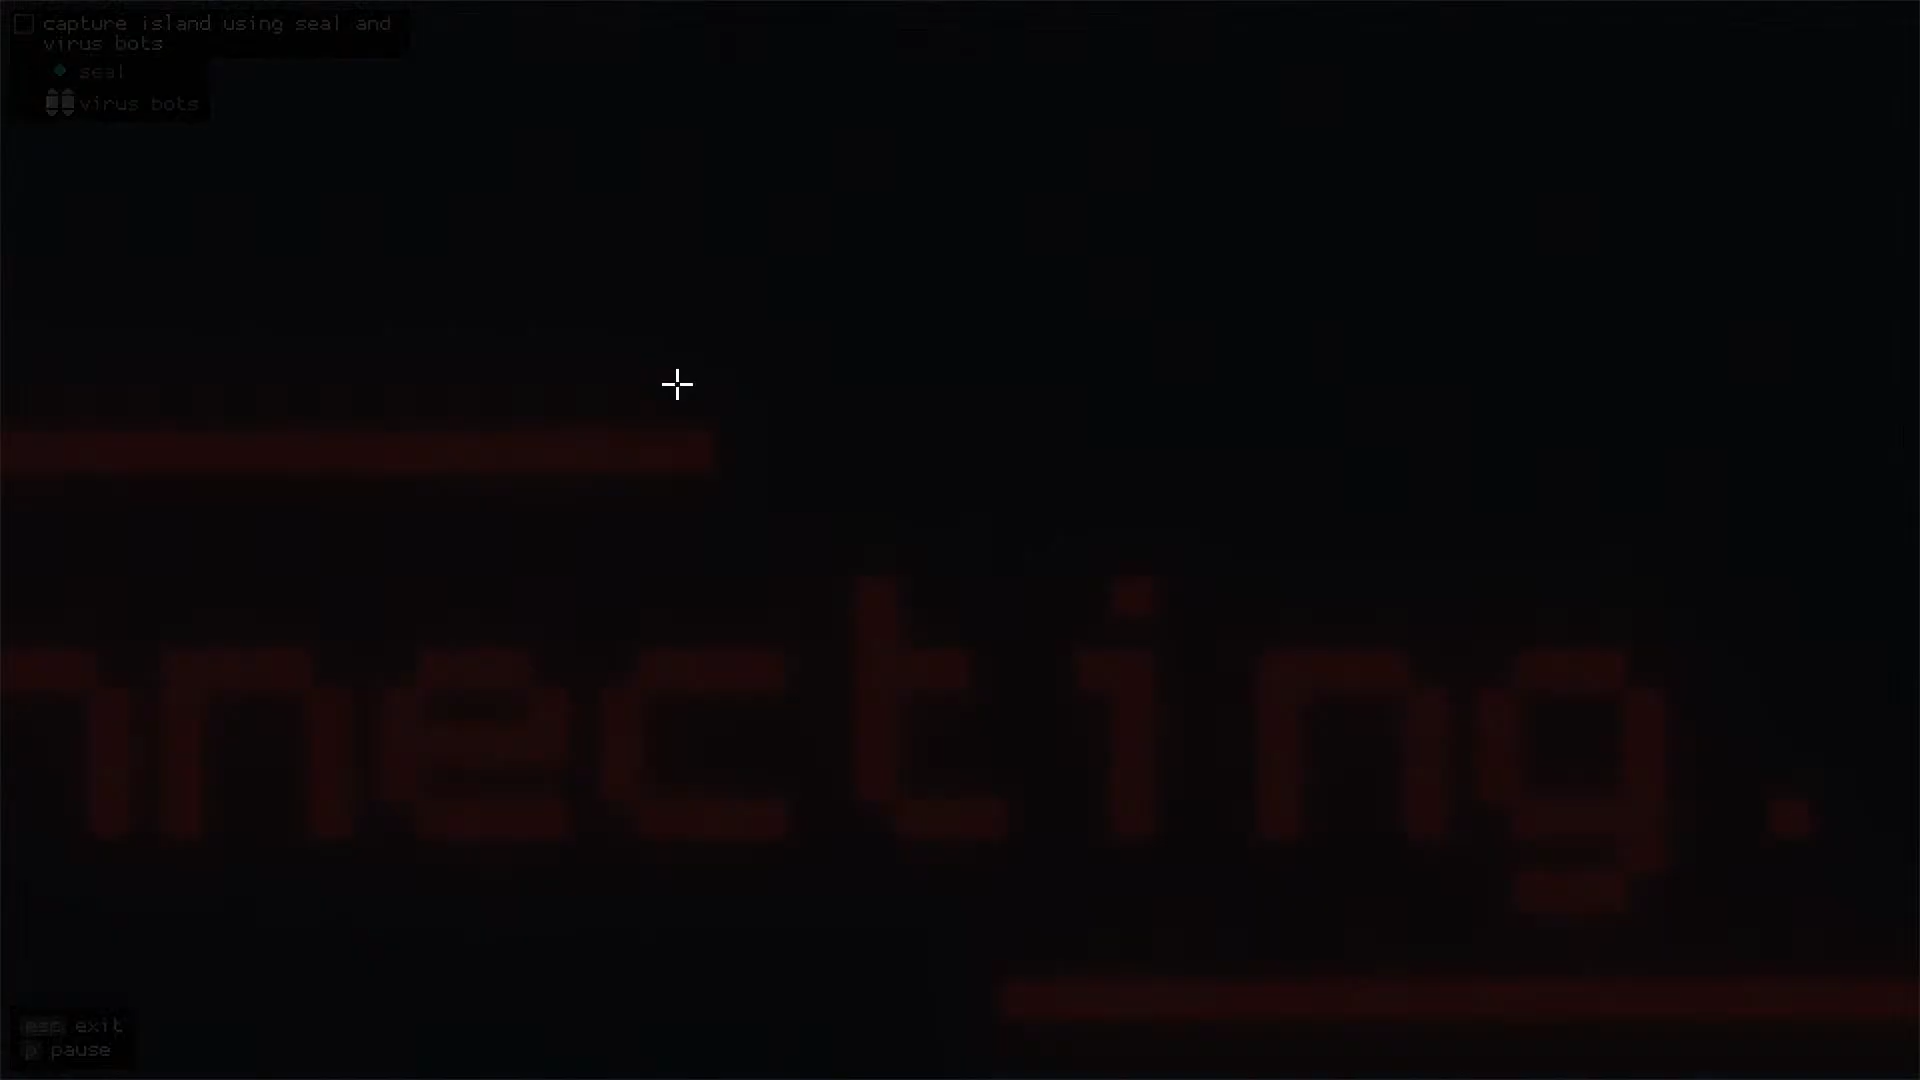 capture island using seal and
virus bots
seal
virus bots
nnecting.
esc exit
p pause